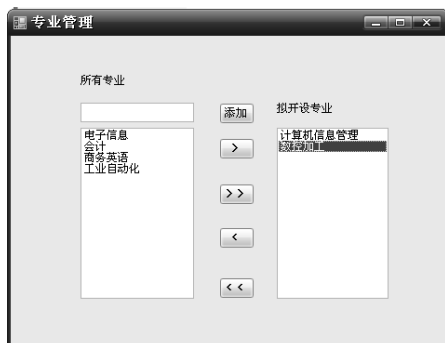 专业管理
所有专业
添加
拟开设专业
电子信息
会计
商务英语
工业自动化
>
>>
<
<<
计算机信息管理
数控加工